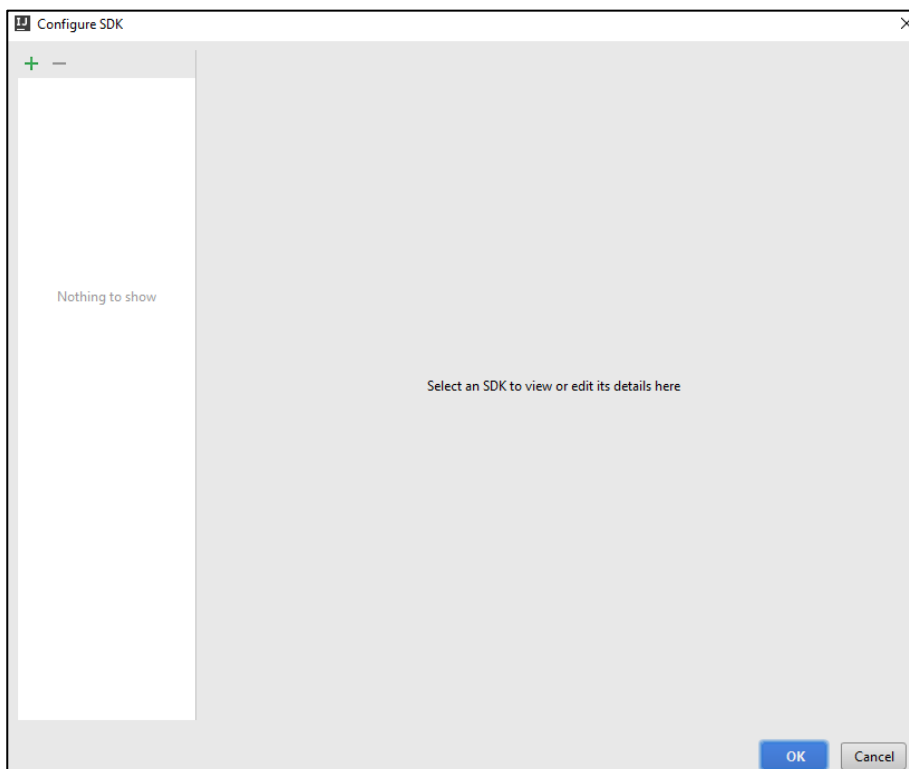 Configure SDK
Nothing to show
Select an SDK to view or edit its details here
OK
Cancel